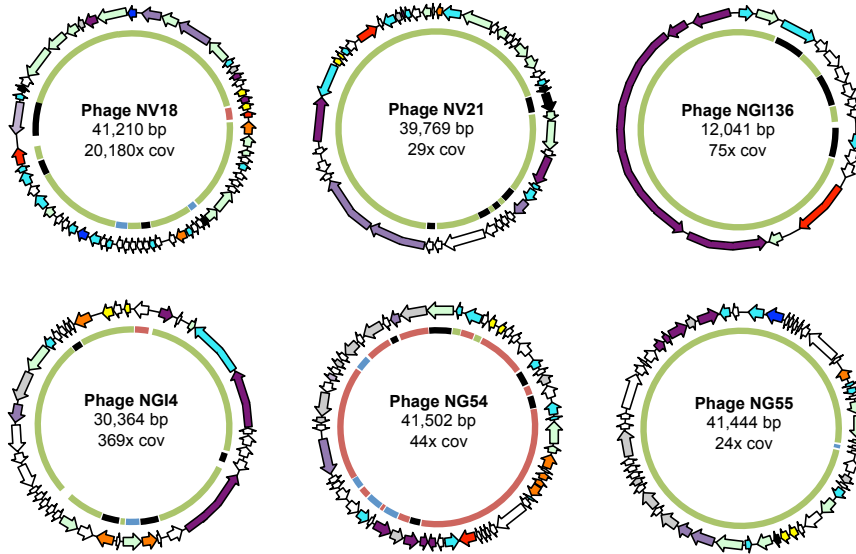 Phage NV18
41,210 bp
20,180x cov
Phage NV21
39,769 bp
29x cov
Phage NGI136
12,041 bp
75x cov
Phage NGI4
30,364 bp
369x cov
Phage NG54
41,502 bp
44x cov
Phage NG55
41,444 bp
24x cov